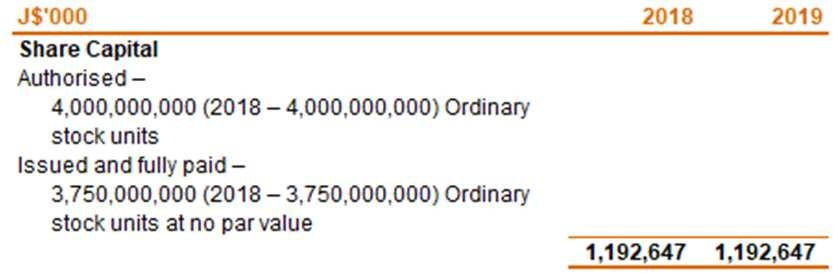 J$'000 2018 2019
Share Capital
Authorised –
4,000,000,000 (2018 – 4,000,000,000) Ordinary
stock units
Issued and fully paid –
3,750,000,000 (2018 – 3,750,000,000) Ordinary
stock units at no par value
1,192,647 1,192,647